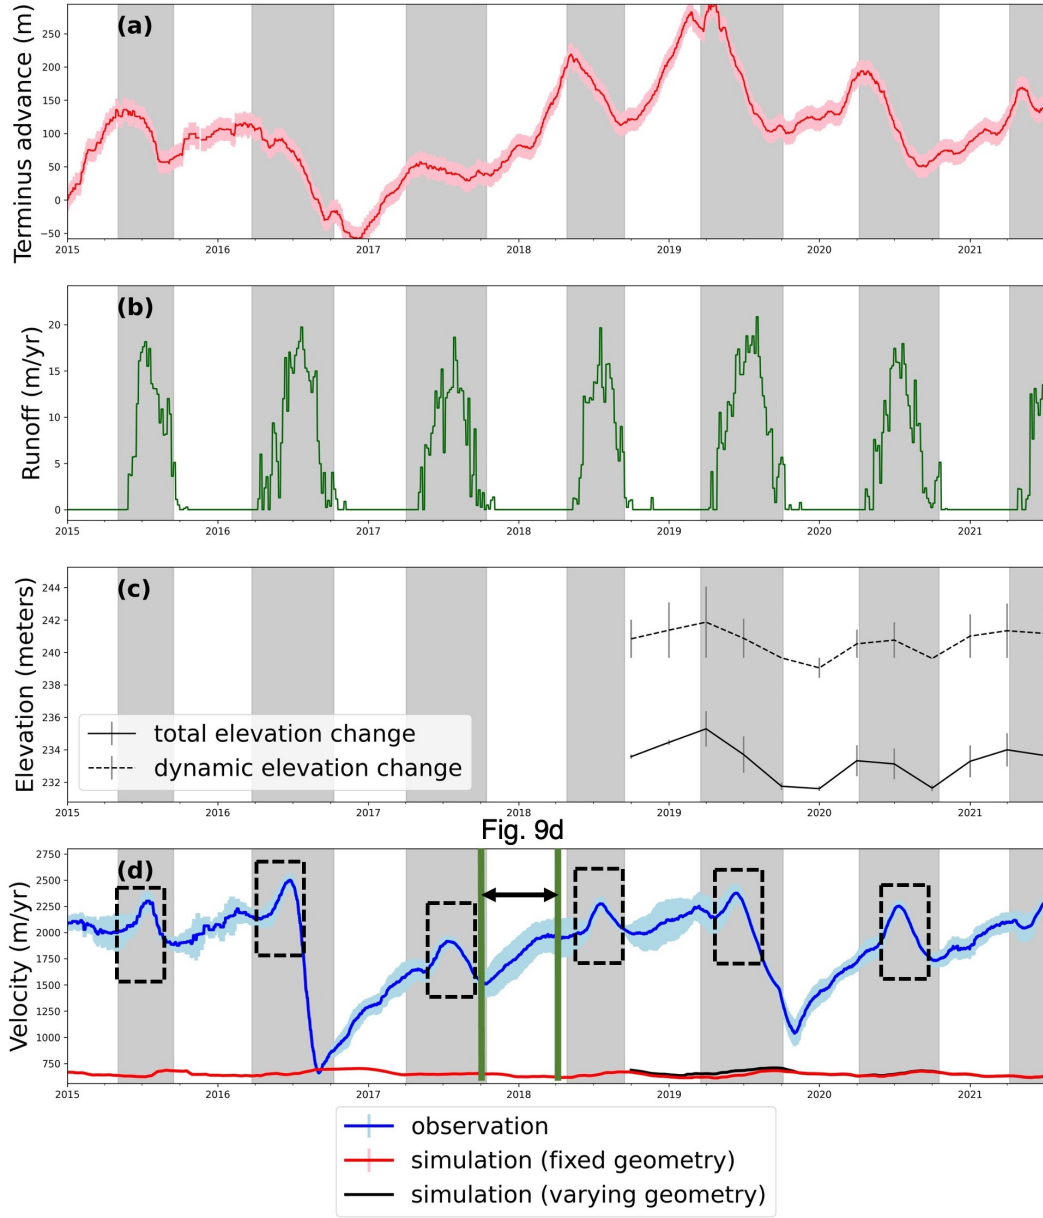 (a)
Terminus advance (m)
250
200
150
100
50
0
−50
2015 2016 2017 2018 2019 2020 2021
(b)
Runoff (m/yr)
20
15
10
5
0
2015 2016 2017 2018 2019 2020 2021
(c)
Elevation (meters)
244
242
240
238
236
234
232
total elevation change
dynamic elevation change
2015 2016 2017 2018 2019 2020 2021
Fig. 9d
(d)
Velocity (m/yr)
2750
2500
2250
2000
1750
1500
1250
1000
750
2015 2016 2017 2018 2019 2020 2021
observation
simulation (fixed geometry)
simulation (varying geometry)